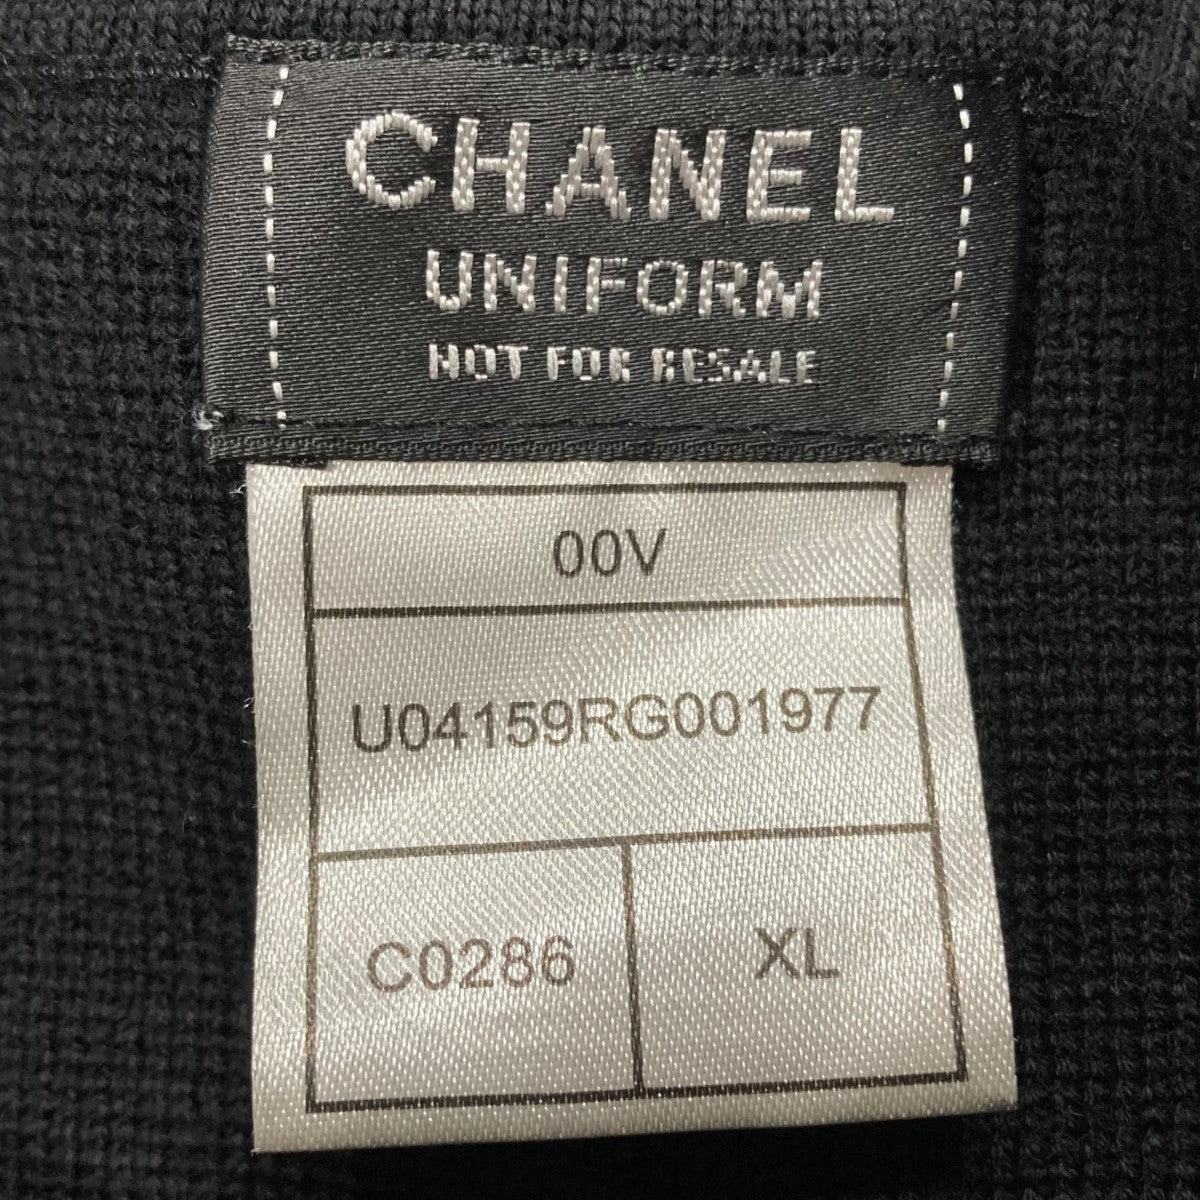 CHANEL
UNIFORM
NOT FOR RESALE
00V
U04159RG001977
C0286 XL